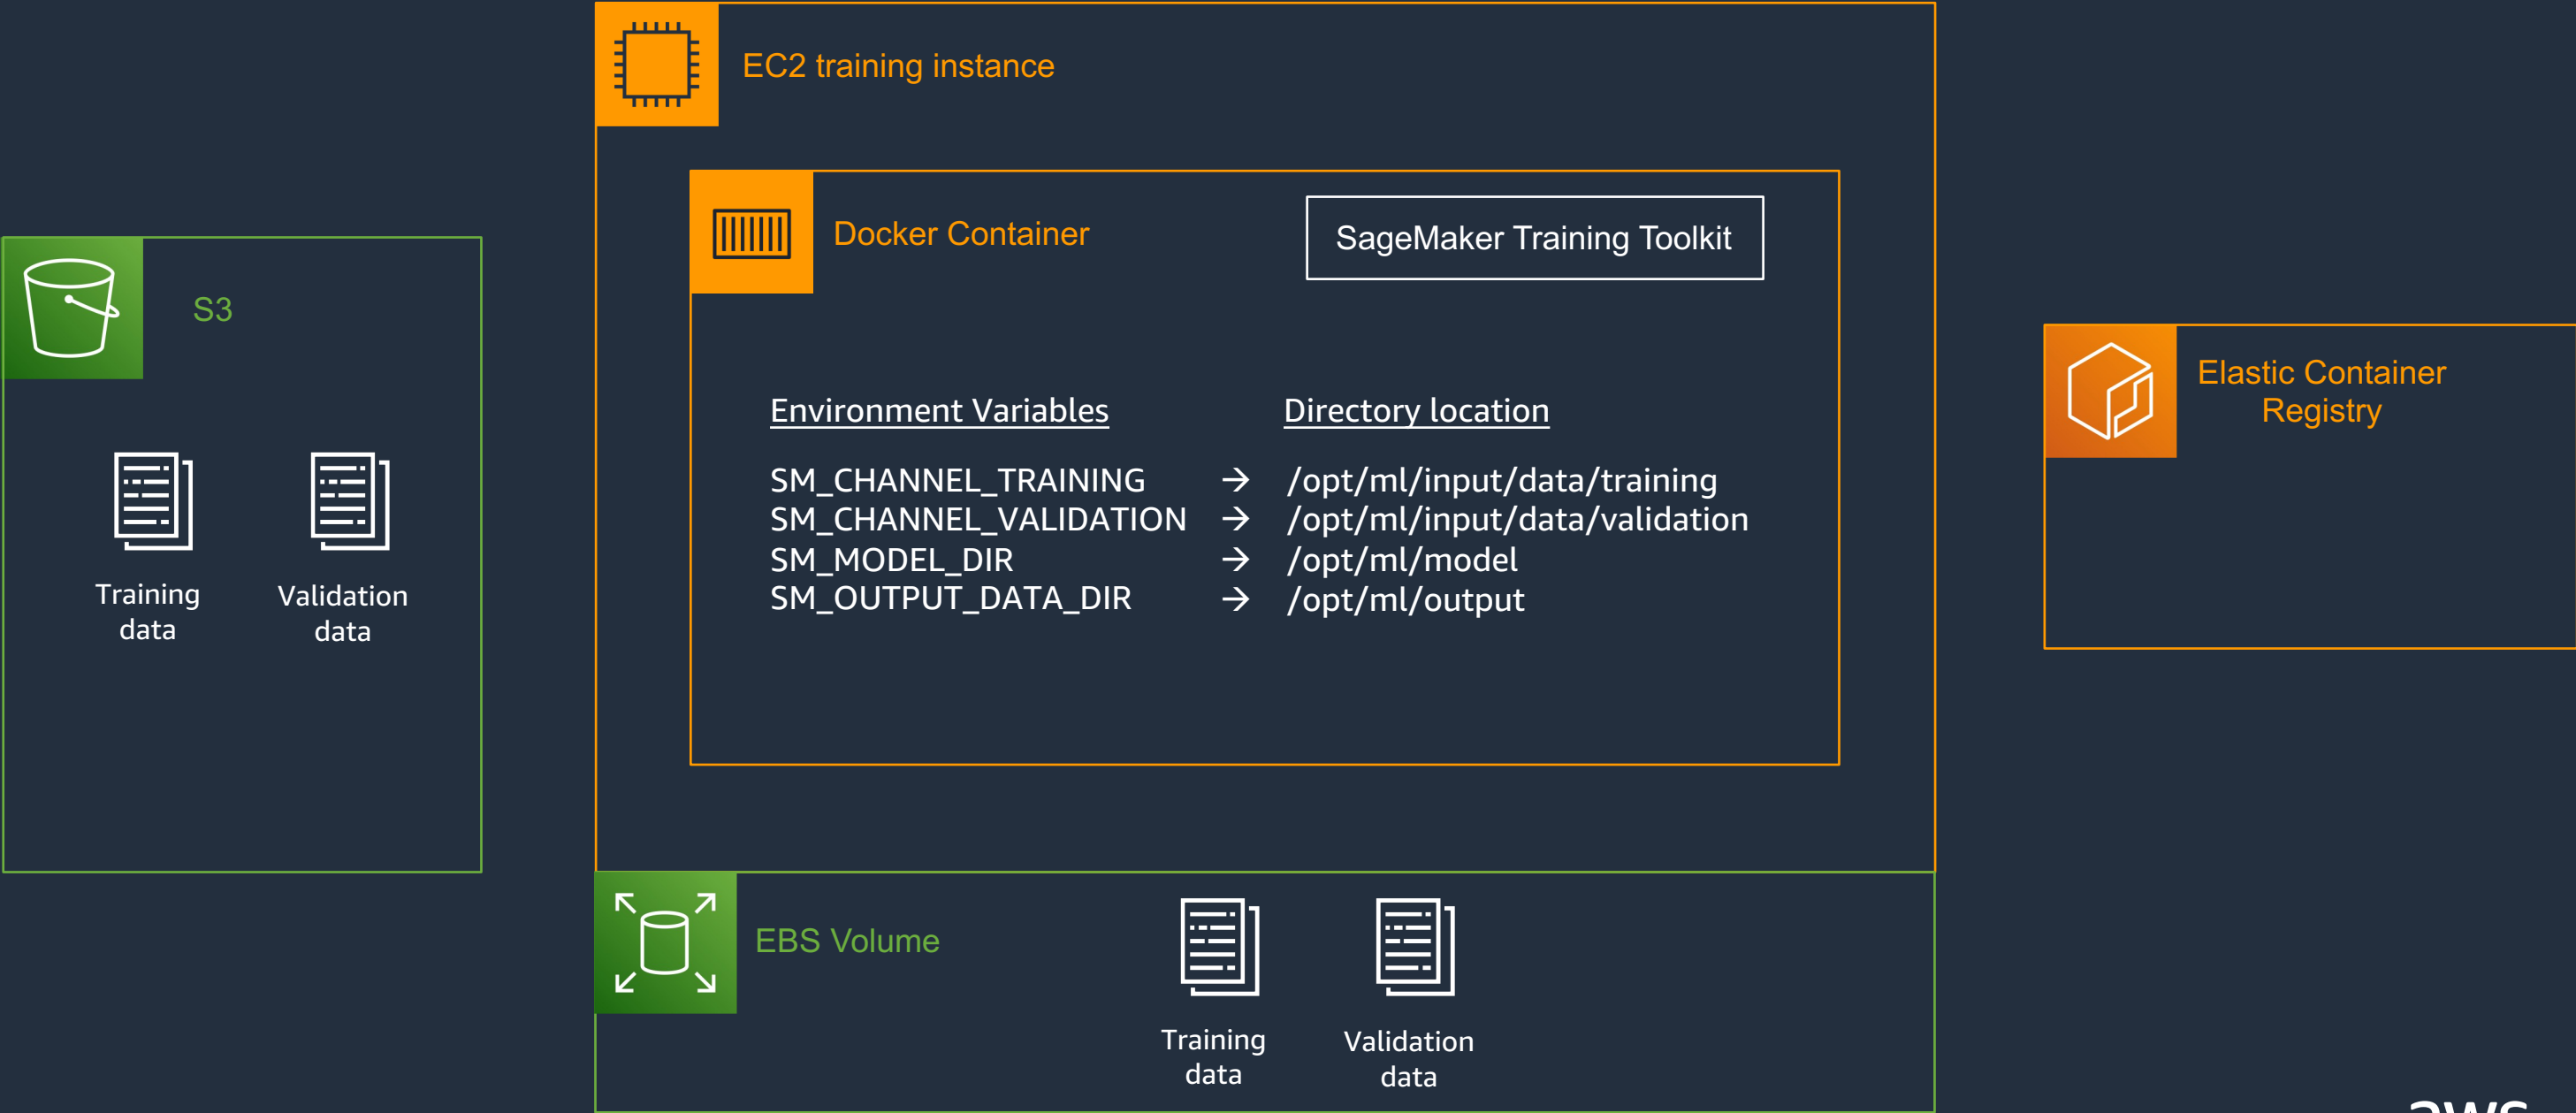 EC2 training instance
Docker Container
SageMaker Training Toolkit
S3
Training
data
Validation
data
Environment Variables Directory location
SM_CHANNEL_TRAINING → /opt/ml/input/data/training
SM_CHANNEL_VALIDATION → /opt/ml/input/data/validation
SM_MODEL_DIR → /opt/ml/model
SM_OUTPUT_DATA_DIR → /opt/ml/output
Elastic Container
Registry
EBS Volume
Training
data
Validation
data
aws